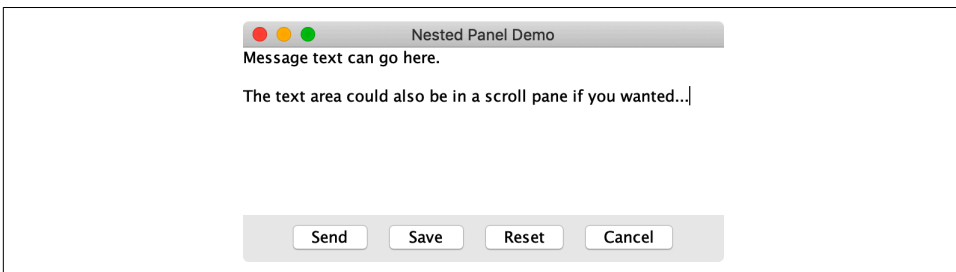 Nested Panel Demo
Message text can go here.
The text area could also be in a scroll pane if you wanted...
Send Save Reset Cancel